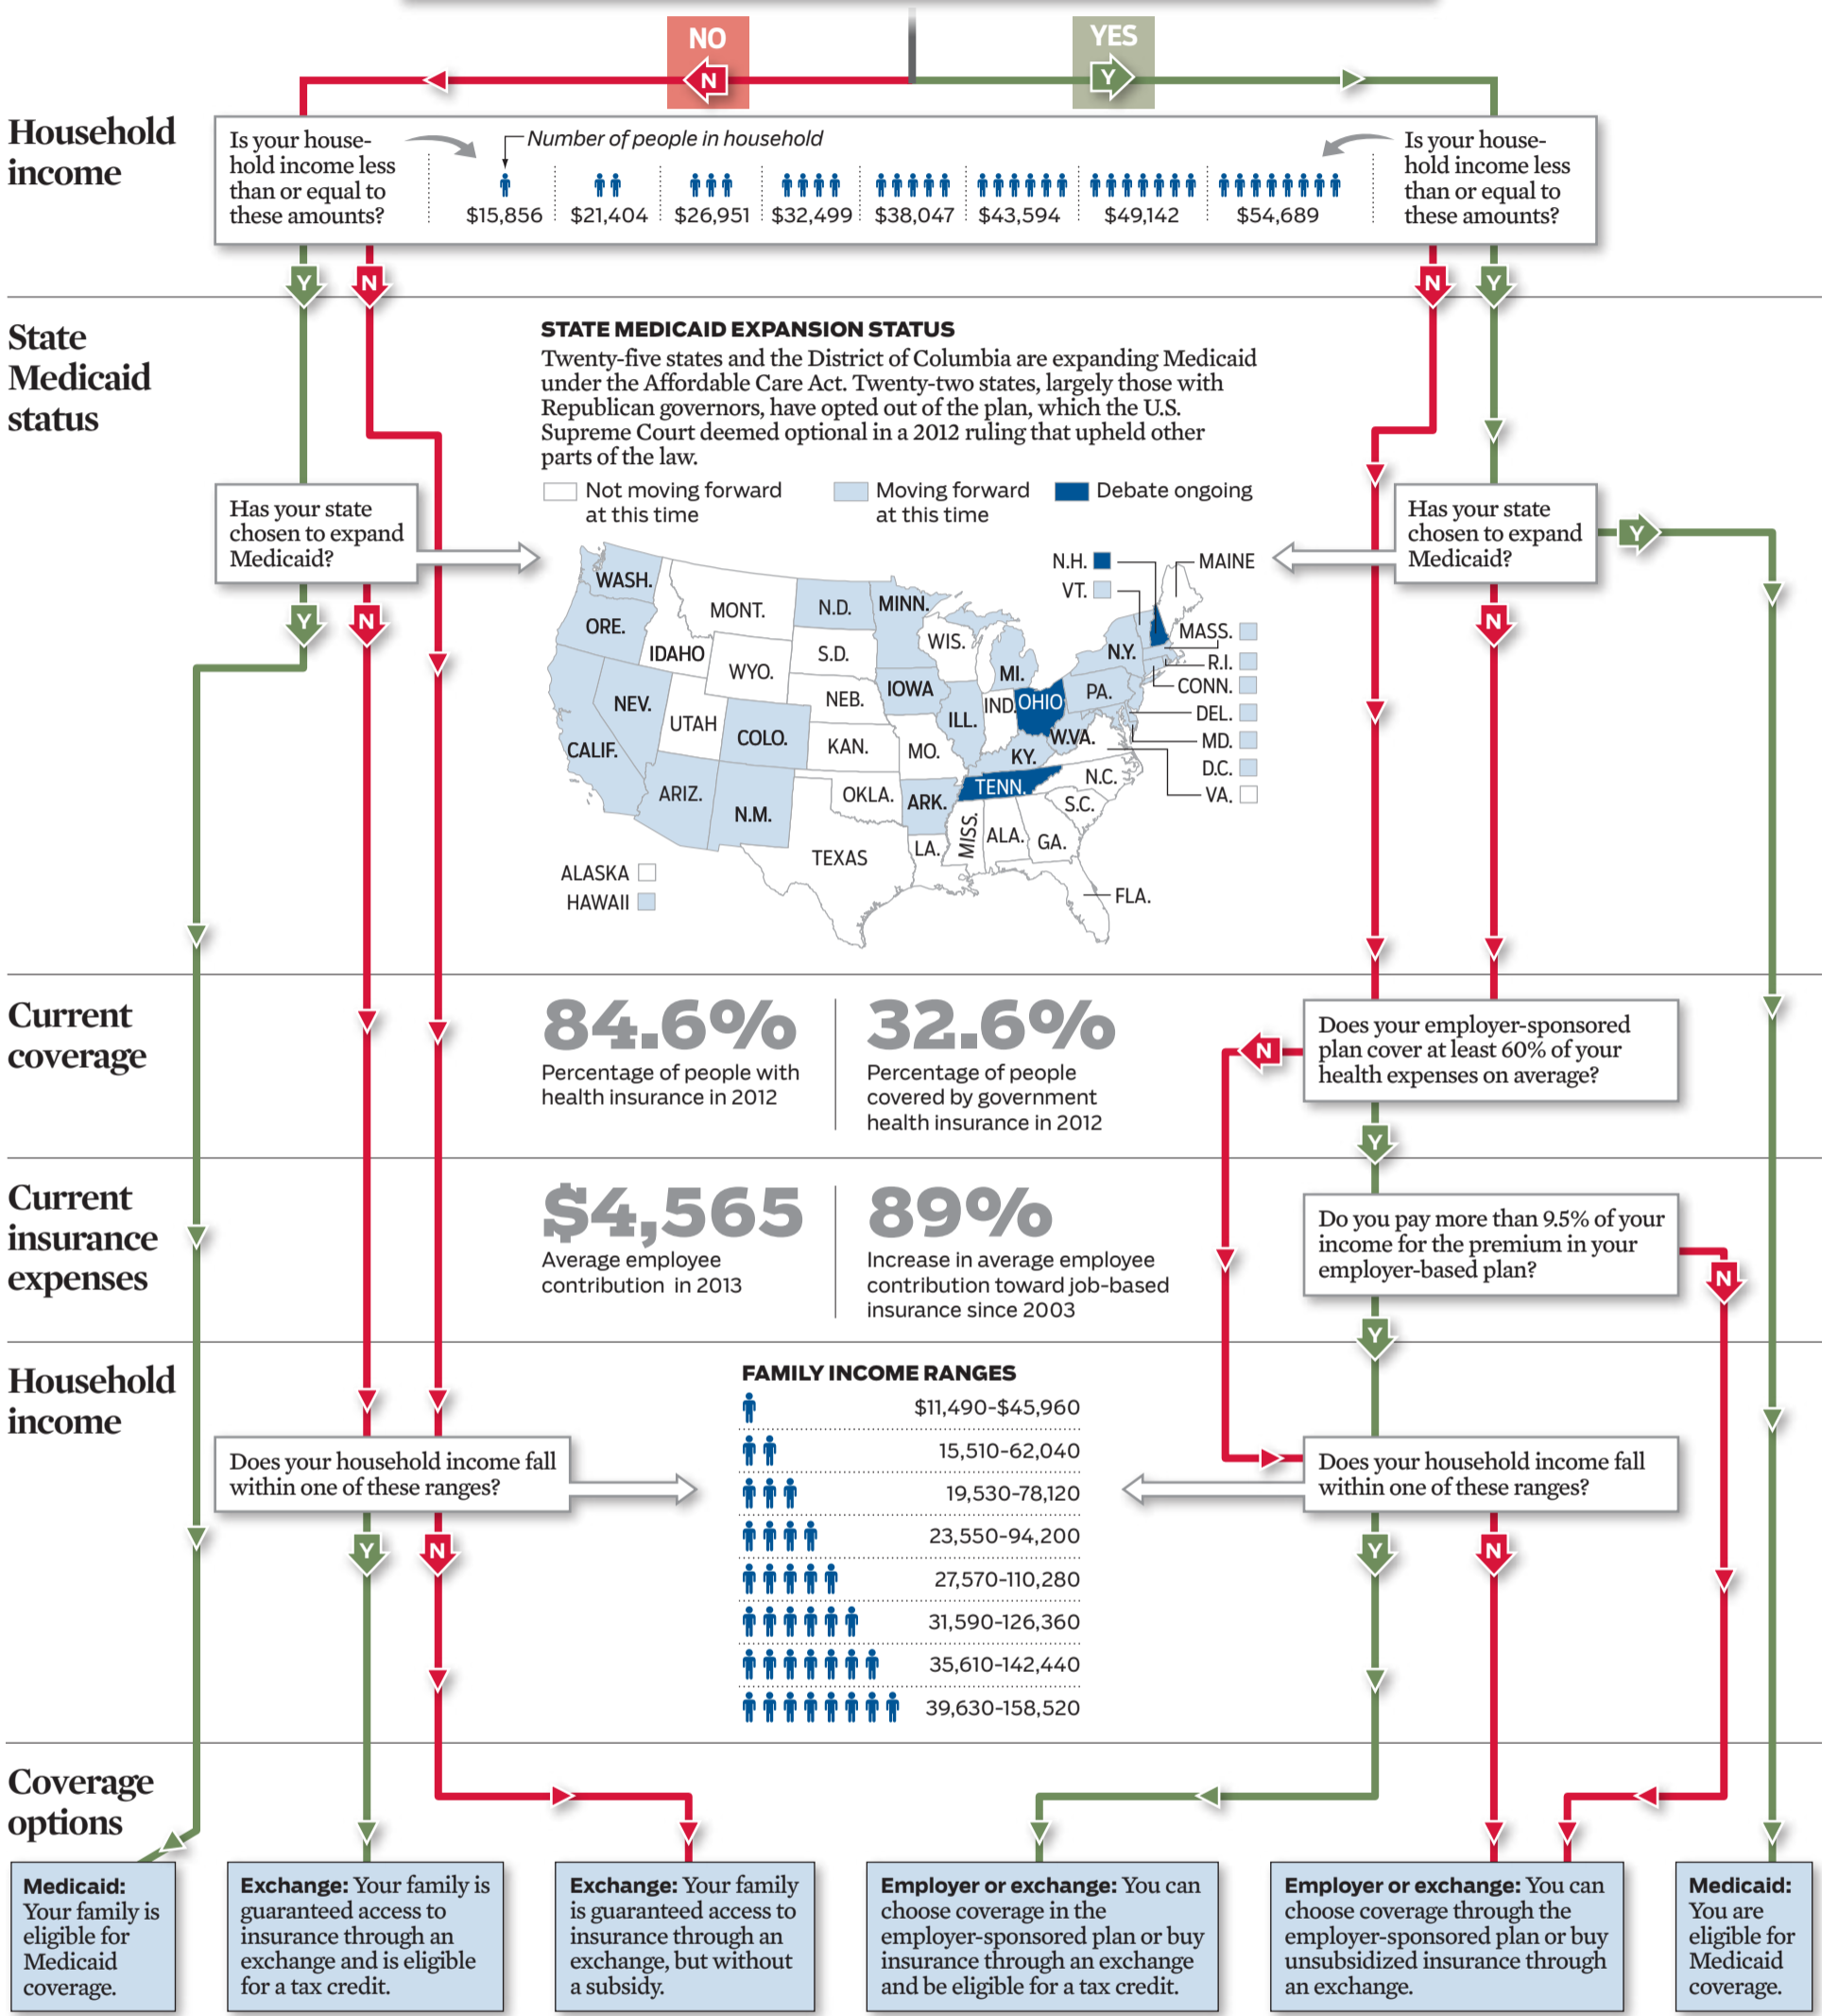 NO
YES
N
Y
Household
income
Is your house-
hold income less
than or equal to
these amounts?
Number of people in household
$15,856
$21,404
$26,951
$32,499
$38,047
$43,594
$49,142
$54,689
Is your house-
hold income less
than or equal to
these amounts?
Y
N
N
Y
State
Medicaid
status
STATE MEDICAID EXPANSION STATUS
Twenty-five states and the District of Columbia are expanding Medicaid
under the Affordable Care Act. Twenty-two states, largely those with
Republican governors, have opted out of the plan, which the U.S.
Supreme Court deemed optional in a 2012 ruling that upheld other
parts of the law.
Not moving forward
at this time
Moving forward
at this time
Debate ongoing
Has your state
chosen to expand
Medicaid?
Y
N
Has your state
chosen to expand
Medicaid?
Y
N
WASH.
ORE.
CALIF.
NEV.
IDAHO
MONT.
WYO.
UTAH
COLO.
ARIZ.
N.M.
N.D.
S.D.
NEB.
KAN.
OKLA.
TEXAS
MINN.
IOWA
MO.
ARK.
LA.
WIS.
ILL.
MI.
IND.
OHIO
KY.
TENN.
MISS.
ALA.
GA.
FLA.
S.C.
N.C.
W.VA.
PA.
N.Y.
N.H.
VT.
MAINE
MASS.
R.I.
CONN.
DEL.
MD.
D.C.
VA.
ALASKA
HAWAII
Current
coverage
84.6%
Percentage of people with
health insurance in 2012
32.6%
Percentage of people
covered by government
health insurance in 2012
Does your employer-sponsored
plan cover at least 60% of your
health expenses on average?
N
Y
Current
insurance
expenses
$4,565
Average employee
contribution in 2013
89%
Increase in average employee
contribution toward job-based
insurance since 2003
Do you pay more than 9.5% of your
income for the premium in your
employer-based plan?
N
Y
Household
income
FAMILY INCOME RANGES
$11,490-$45,960
15,510-62,040
19,530-78,120
23,550-94,200
27,570-110,280
31,590-126,360
35,610-142,440
39,630-158,520
Does your household income fall
within one of these ranges?
Y
N
Does your household income fall
within one of these ranges?
Y
N
Coverage
options
Medicaid:
Your family is
eligible for
Medicaid
coverage.
Exchange: Your family is
guaranteed access to
insurance through an
exchange and is eligible
for a tax credit.
Exchange: Your family
is guaranteed access to
insurance through an
exchange, but without
a subsidy.
Employer or exchange: You can
choose coverage in the
employer-sponsored plan or buy
insurance through an exchange
and be eligible for a tax credit.
Employer or exchange: You can
choose coverage through the
employer-sponsored plan or buy
unsubsidized insurance through
an exchange.
Medicaid:
You are
eligible for
Medicaid
coverage.